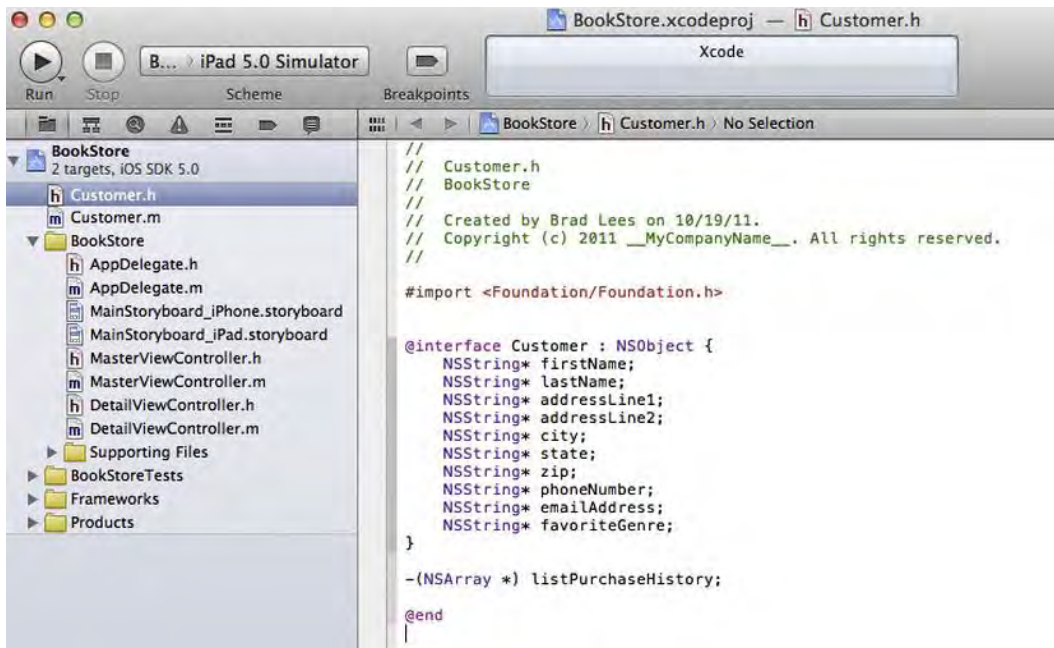 BookStore.xcodeproj — h Customer.h
B... › iPad 5.0 Simulator
Xcode
Run
Stop
Scheme
Breakpoints
BookStore › h Customer.h › No Selection
BookStore
2 targets, iOS SDK 5.0
h Customer.h
m Customer.m
BookStore
h AppDelegate.h
m AppDelegate.m
MainStoryboard_iPhone.storyboard
MainStoryboard_iPad.storyboard
h MasterViewController.h
m MasterViewController.m
h DetailViewController.h
m DetailViewController.m
Supporting Files
BookStoreTests
Frameworks
Products
//
//  Customer.h
//  BookStore
//
//  Created by Brad Lees on 10/19/11.
//  Copyright (c) 2011 __MyCompanyName__. All rights reserved.
//
#import <Foundation/Foundation.h>
@interface Customer : NSObject {
    NSString* firstName;
    NSString* lastName;
    NSString* addressLine1;
    NSString* addressLine2;
    NSString* city;
    NSString* state;
    NSString* zip;
    NSString* phoneNumber;
    NSString* emailAddress;
    NSString* favoriteGenre;
}
-(NSArray *) listPurchaseHistory;
@end